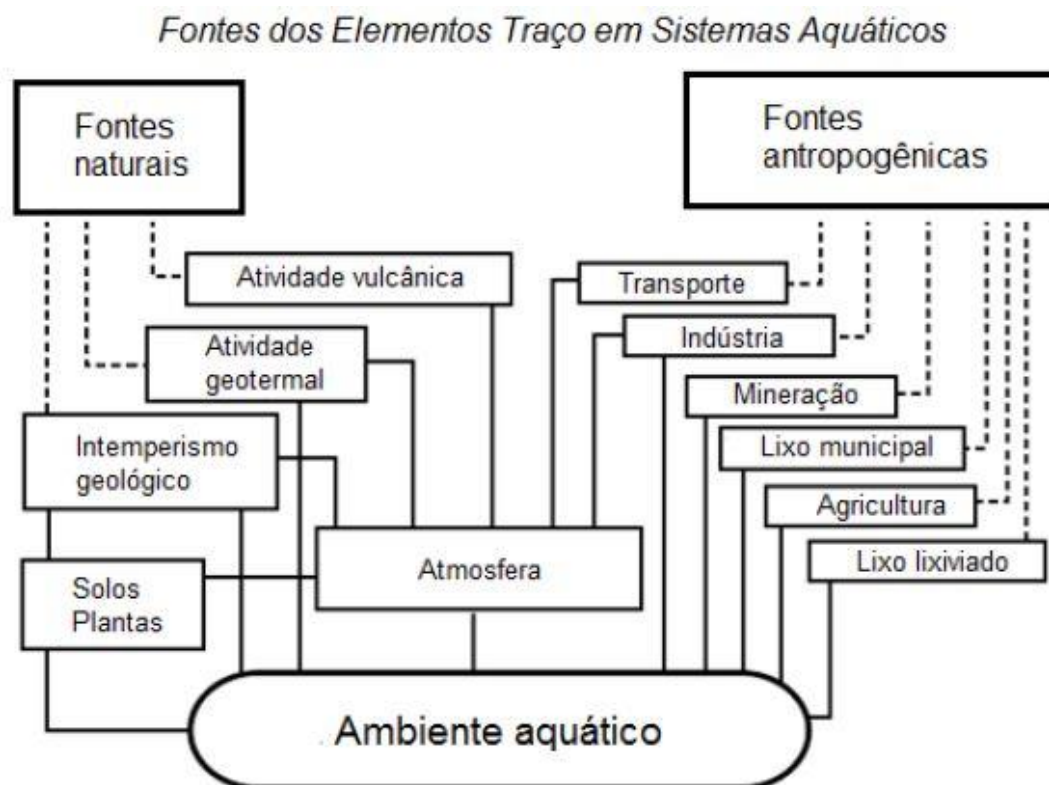 Fontes dos Elementos Traço em Sistemas Aquáticos
Fontes
naturais
Fontes
antropogênicas
Atividade vulcânica
Transporte
Atividade
geotermal
Indústria
Mineração
Intemperismo
geológico
Lixo municipal
Agricultura
Lixo lixiviado
Solos
Plantas
Atmosfera
Ambiente aquático